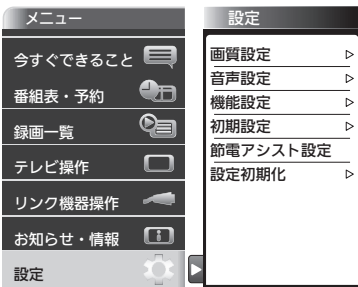 メニュー
今すぐできること
番組表・予約
録画一覧
テレビ操作
リンク機器操作
お知らせ・情報
設定
設定
画質設定
音声設定
機能設定
初期設定
節電アシスト設定
設定初期化